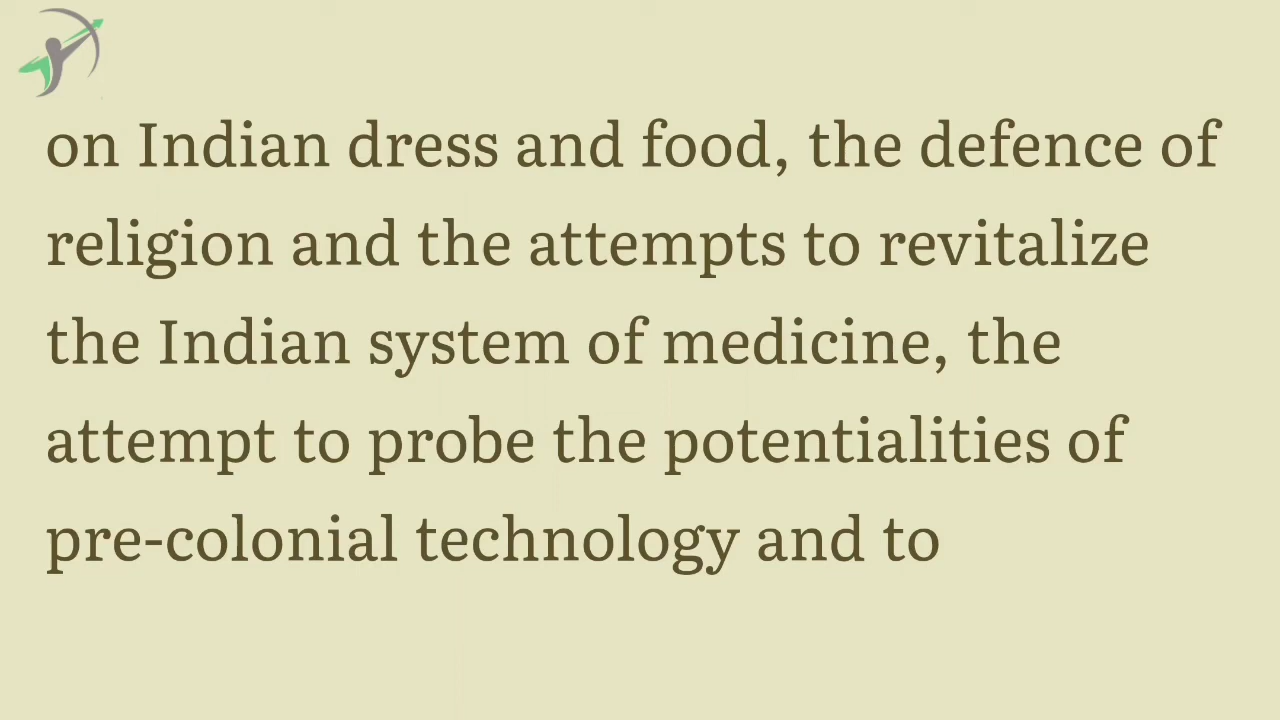 on Indian dress and food, the defence of
religion and the attempts to revitalize
the Indian system of medicine, the
attempt to probe the potentialities of
pre-colonial technology and to